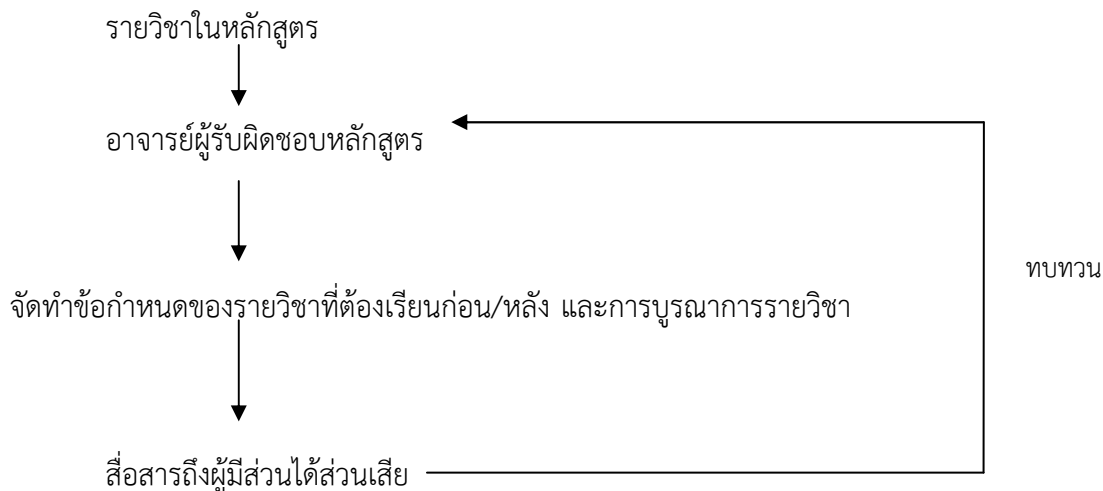 รายวิชาในหลักสูตร
อาจารย์ผู้รับผิดชอบหลักสูตร
ทบทวน
จัดทำข้อกำหนดของรายวิชาที่ต้องเรียนก่อน/หลัง และการบูรณาการรายวิชา
สื่อสารถึงผู้มีส่วนได้ส่วนเสีย